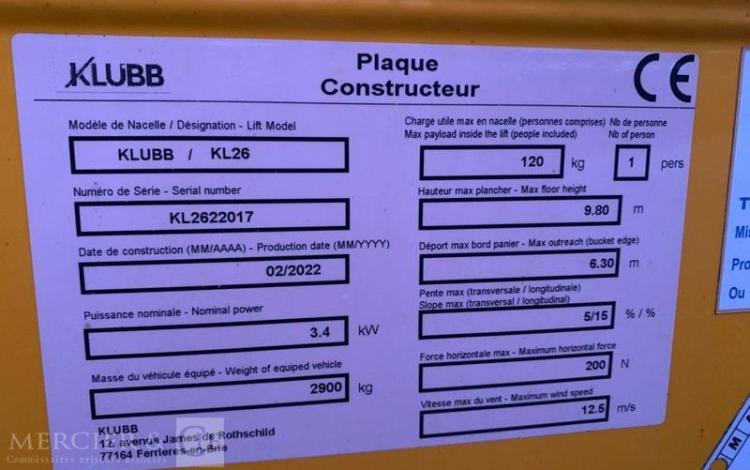 KLUBB
Plaque
Constructeur
CE
Modèle de Nacelle / Désignation - Lift Model
KLUBB / KL26
Numéro de Série - Serial number
KL2622017
Date de construction (MM/AAAA) - Production date (MM/YYYY)
02/2022
Puissance nominale - Nominal power
3.4 kW
Masse du véhicule équipé - Weight of equiped vehicle
2900 kg
KLUBB
12, avenue James de Rothschild
77164 Ferrières-en-Brie
Charge utile max en nacelle (personnes comprises) Nb de personne
Max payload inside the lift (people included) Nb of person
120 kg 1 pers
Hauteur max plancher - Max floor height
9.80 m
Déport max bord panier - Max outreach (bucket edge)
6.30 m
Pente max (transversale / longitudinale)
Slope max (transversal / longitudinal)
5/15 % / %
Force horizontale max - Maximum horizontal force
200 N
Vitesse max du vent - Maximum wind speed
12.5 m/s
Mis
Pro
Ou
M
MERCIER &
Commissaires priseurs associés